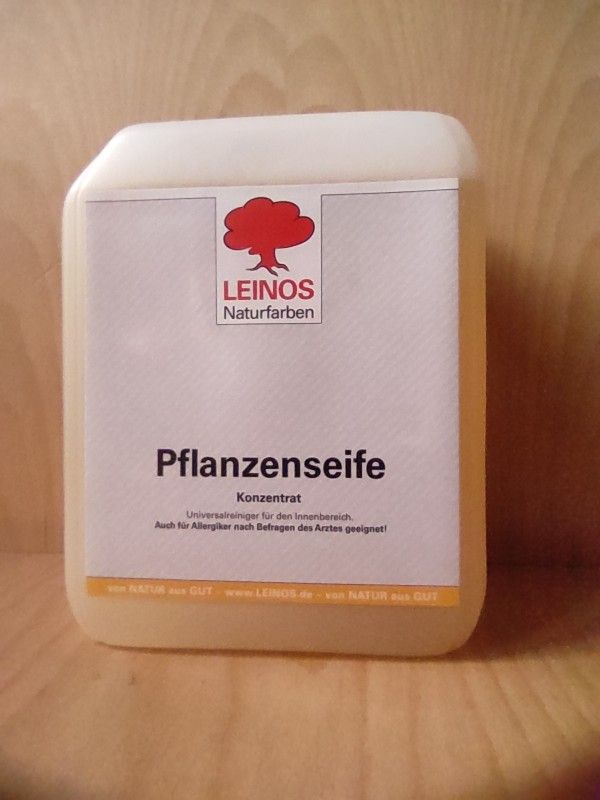 LEINOS
Naturfarben
Pflanzenseife
Konzentrat
Universalreiniger für den Innenbereich.
Auch für Allergiker nach Befragen des Arztes geeignet!
von NATUR aus GUT - www.LEINOS.de - von NATUR aus GUT